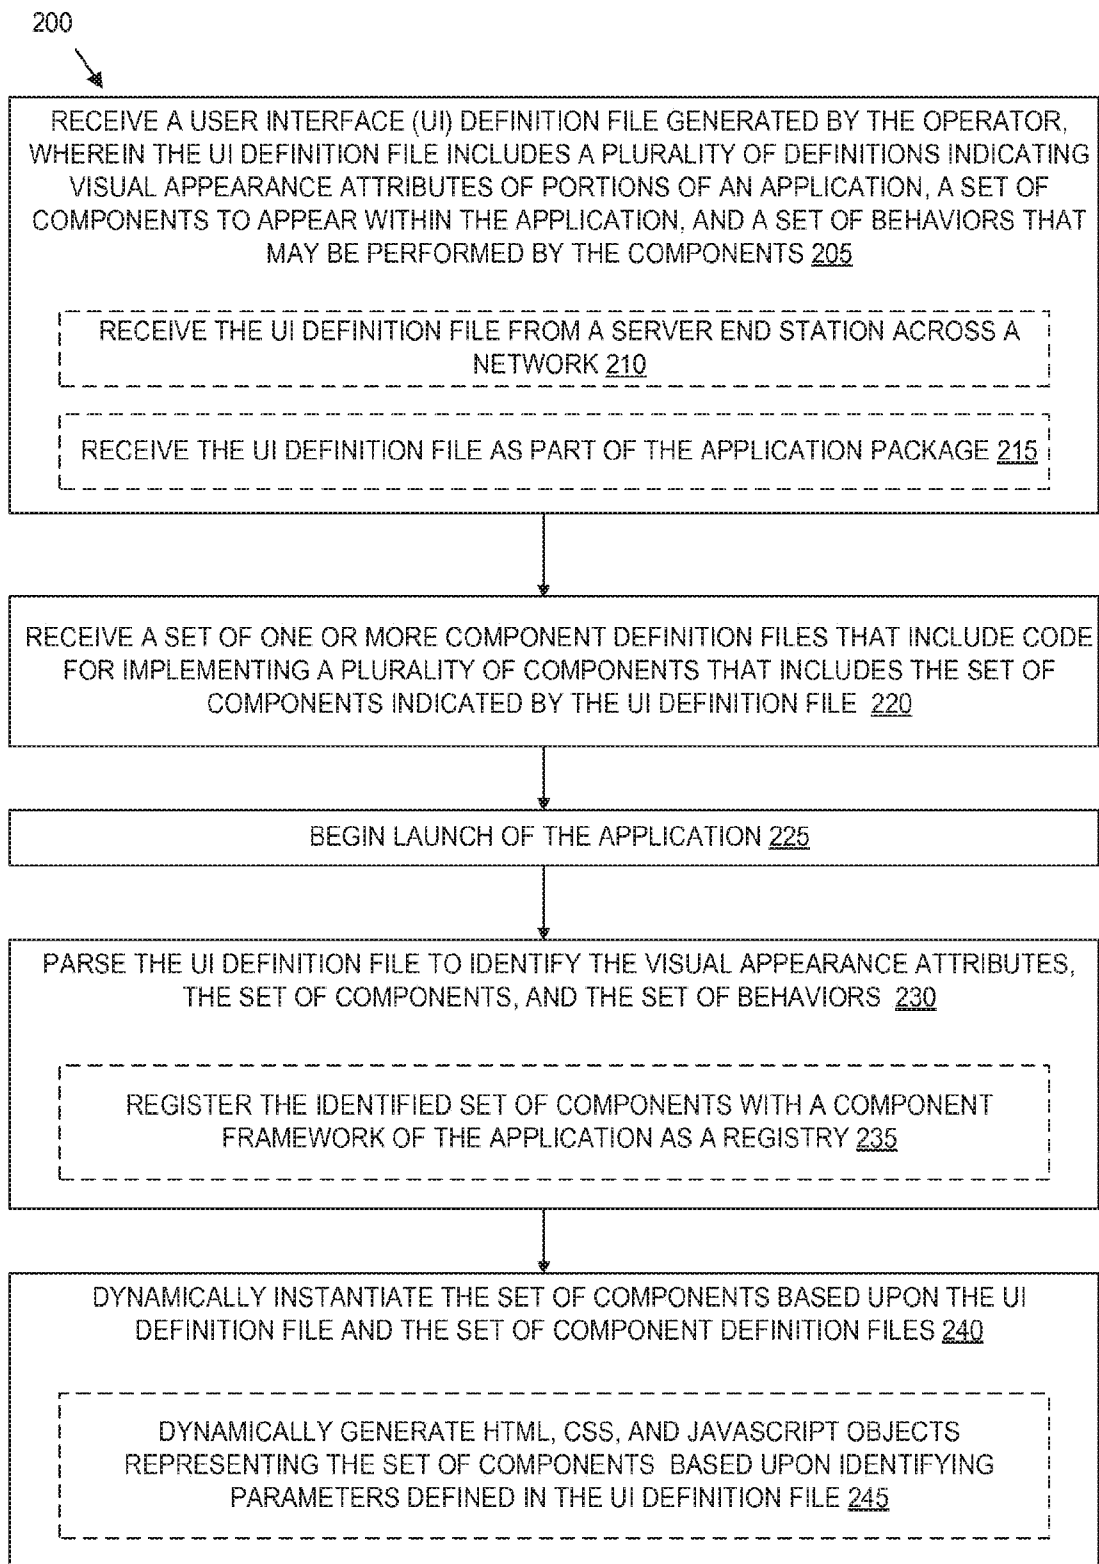 200
RECEIVE A USER INTERFACE (UI) DEFINITION FILE GENERATED BY THE OPERATOR,
WHEREIN THE UI DEFINITION FILE INCLUDES A PLURALITY OF DEFINITIONS INDICATING
VISUAL APPEARANCE ATTRIBUTES OF PORTIONS OF AN APPLICATION, A SET OF
COMPONENTS TO APPEAR WITHIN THE APPLICATION, AND A SET OF BEHAVIORS THAT
MAY BE PERFORMED BY THE COMPONENTS 205
RECEIVE THE UI DEFINITION FILE FROM A SERVER END STATION ACROSS A
NETWORK 210
RECEIVE THE UI DEFINITION FILE AS PART OF THE APPLICATION PACKAGE 215
RECEIVE A SET OF ONE OR MORE COMPONENT DEFINITION FILES THAT INCLUDE CODE
FOR IMPLEMENTING A PLURALITY OF COMPONENTS THAT INCLUDES THE SET OF
COMPONENTS INDICATED BY THE UI DEFINITION FILE 220
BEGIN LAUNCH OF THE APPLICATION 225
PARSE THE UI DEFINITION FILE TO IDENTIFY THE VISUAL APPEARANCE ATTRIBUTES,
THE SET OF COMPONENTS, AND THE SET OF BEHAVIORS 230
REGISTER THE IDENTIFIED SET OF COMPONENTS WITH A COMPONENT
FRAMEWORK OF THE APPLICATION AS A REGISTRY 235
DYNAMICALLY INSTANTIATE THE SET OF COMPONENTS BASED UPON THE UI
DEFINITION FILE AND THE SET OF COMPONENT DEFINITION FILES 240
DYNAMICALLY GENERATE HTML, CSS, AND JAVASCRIPT OBJECTS
REPRESENTING THE SET OF COMPONENTS BASED UPON IDENTIFYING
PARAMETERS DEFINED IN THE UI DEFINITION FILE 245